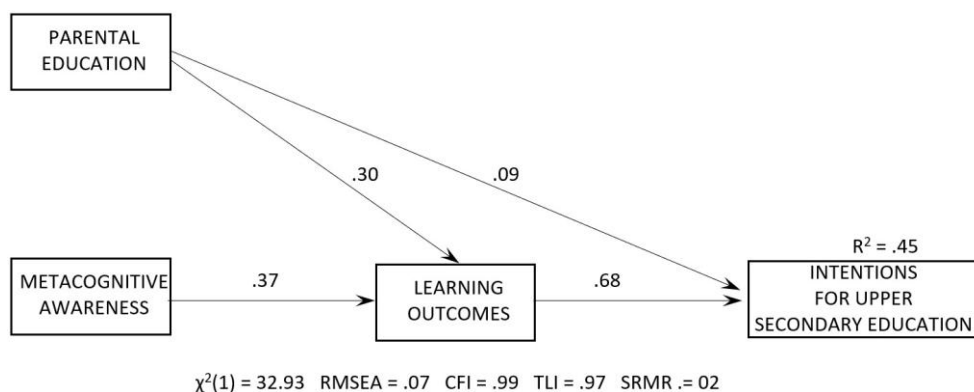 PARENTAL
EDUCATION
.30
.09
R² = .45
METACOGNITIVE
AWARENESS
.37
LEARNING
OUTCOMES
.68
INTENTIONS
FOR UPPER
SECONDARY EDUCATION
χ²(1) = 32.93 RMSEA = .07 CFI = .99 TLI = .97 SRMR .= 02